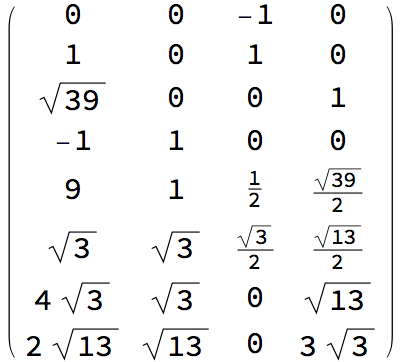 0 0 -1 0
1 0 1 0
√39 0 0 1
-1 1 0 0
9 1 1/2 √39/2
√3 √3 √3/2 √13/2
4 √3 √3 0 √13
2 √13 √13 0 3 √3